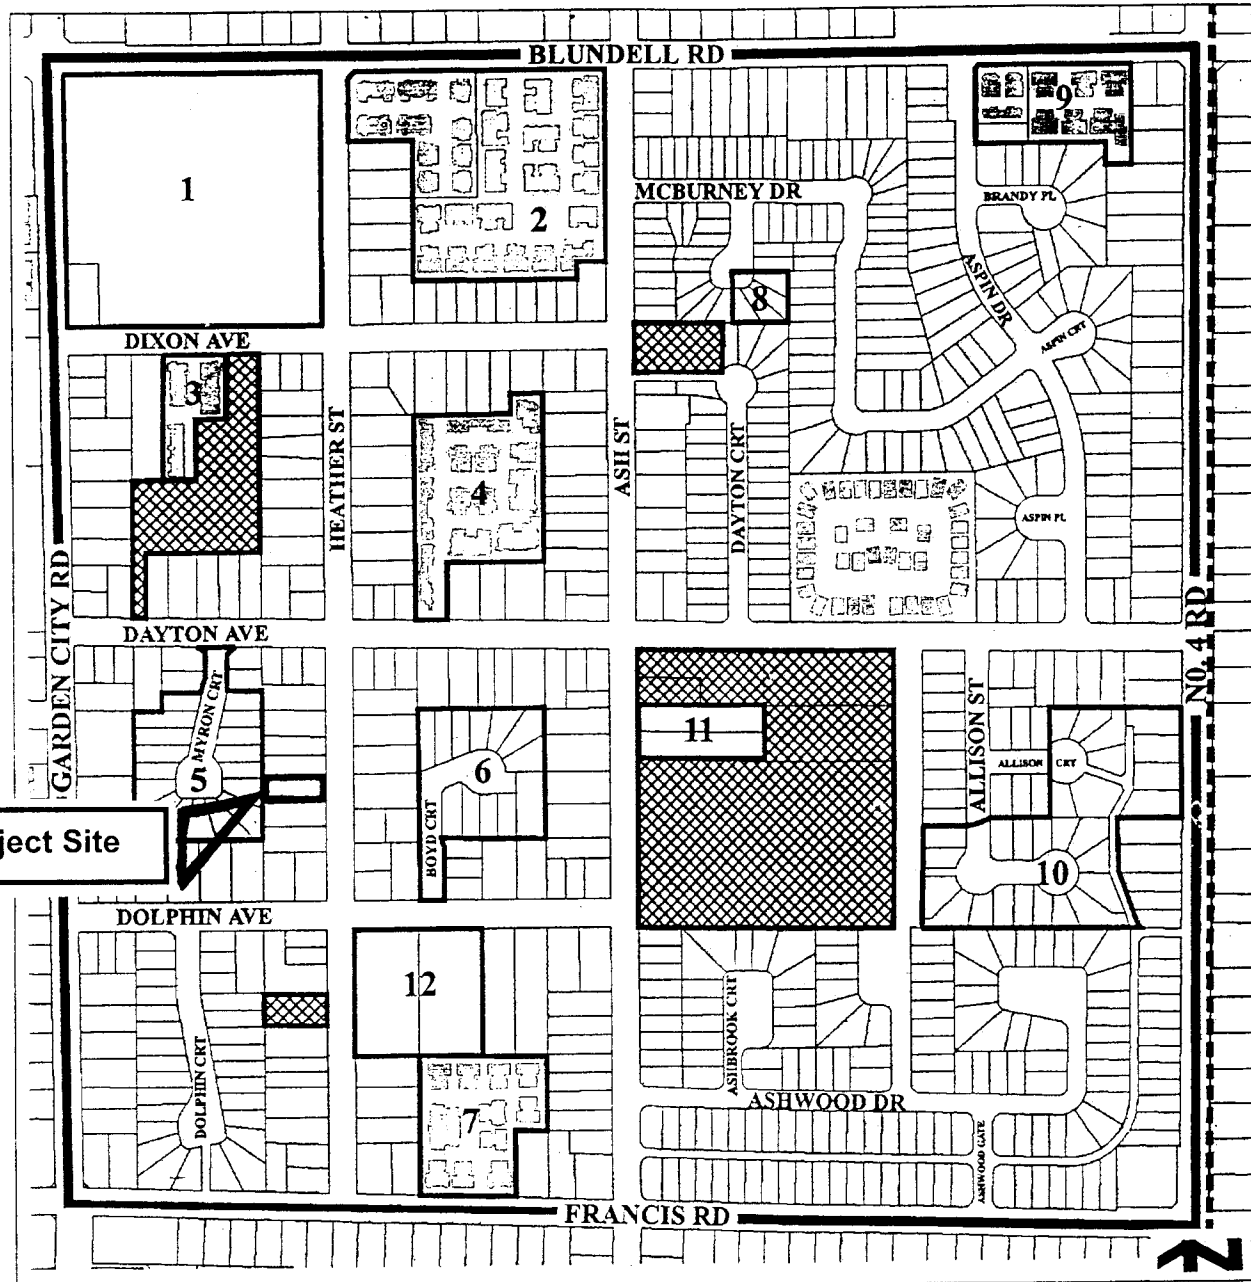 BLUNDELL RD
1
2
9
MCBURNEY DR
BRANDY PL
8
ASPIN DR
DIXON AVE
ASPIN CRT
3
HEATHER ST
ASH ST
DAYTON CRT
4
ASPIN PL
GARDEN CITY RD
N0. 4 RD
DAYTON AVE
MYRON CRT
5
BOYD CRT
6
11
ALLISON ST
ALLISON CRT
ject Site
10
DOLPHIN AVE
12
ASHBROOK CRT
DOLPHIN CRT
7
ASHWOOD DR
ASHWOOD GATE
FRANCIS RD
N